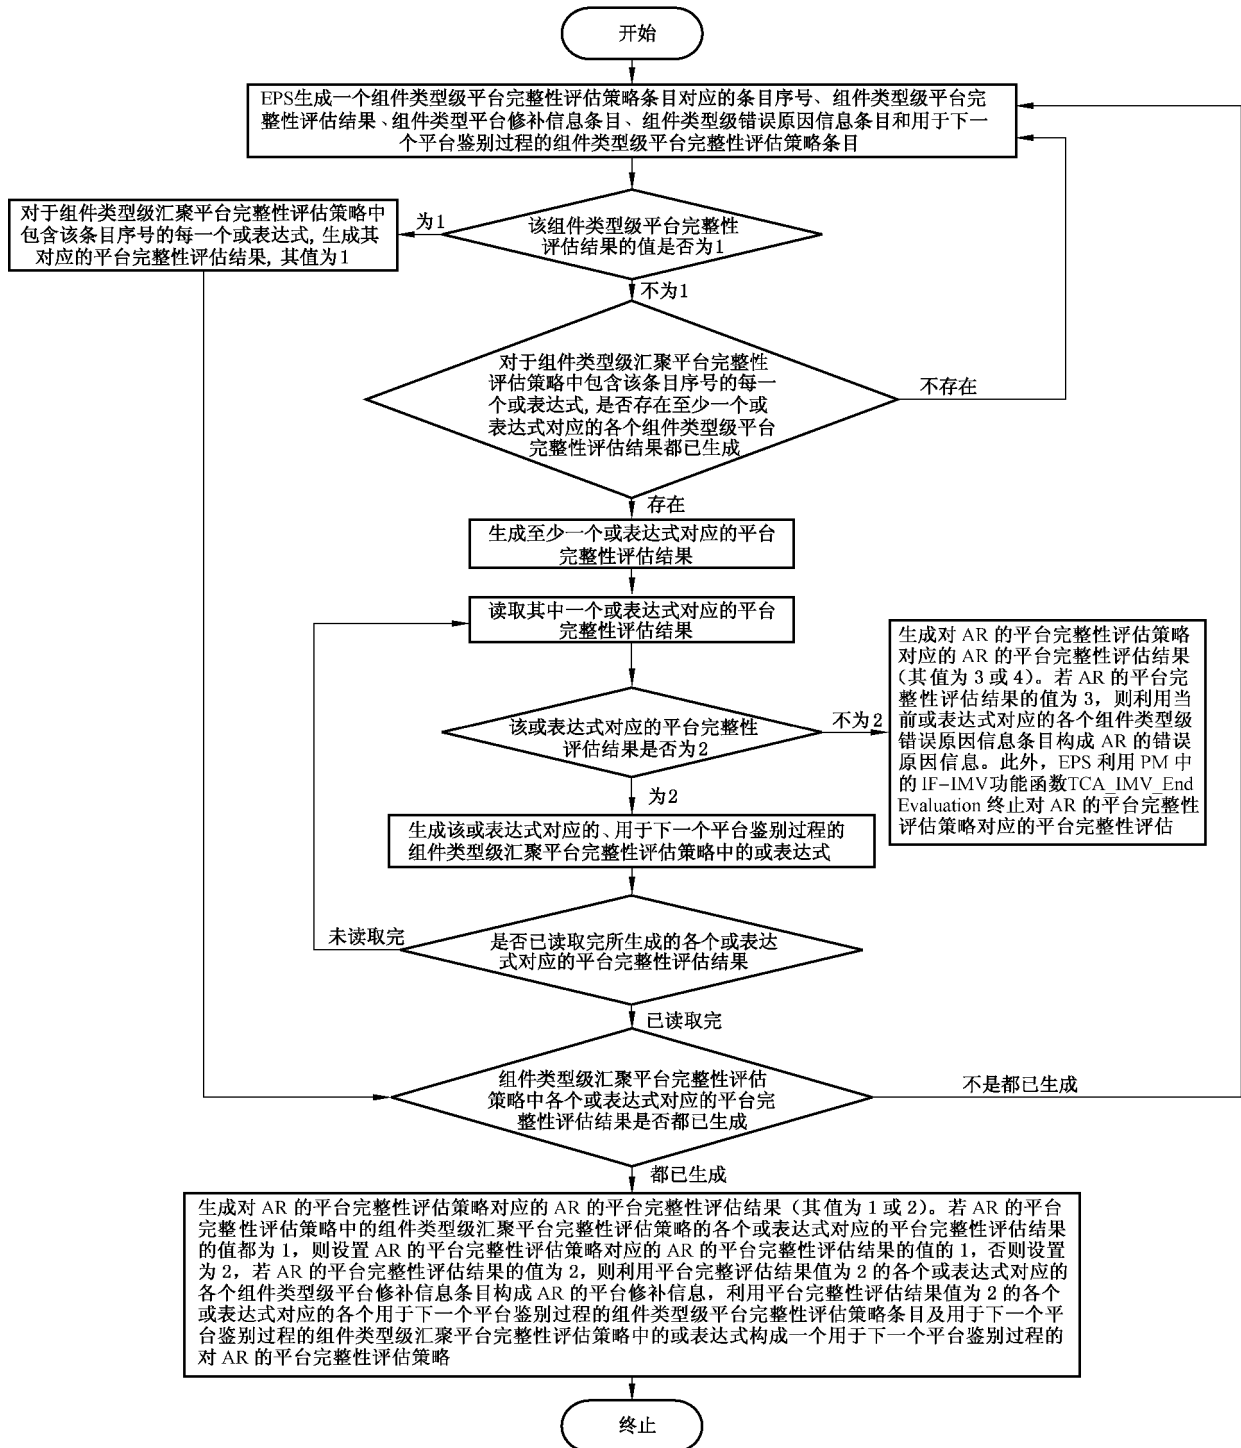 开始
EPS生成一个组件类型级平台完整性评估策略条目对应的条目序号、组件类型级平台完
整性评估结果、组件类型平台修补信息条目、组件类型级错误原因信息条目和用于下一
个平台鉴别过程的组件类型级平台完整性评估策略条目
对于组件类型级汇聚平台完整性评估策略中
包含该条目序号的每一个或表达式,生成其
对应的平台完整性评估结果,其值为1
为1
该组件类型级平台完整性
评估结果的值是否为1
不为1
对于组件类型级汇聚平台完整性
评估策略中包含该条目序号的每一
个或表达式,是否存在至少一个或
表达式对应的各个组件类型级平台
完整性评估结果都已生成
不存在
存在
生成至少一个或表达式对应的平台
完整性评估结果
读取其中一个或表达式对应的平台
完整性评估结果
该或表达式对应的平台完整性
评估结果是否为2
不为2
生成对 AR 的平台完整性评估策略
对应的 AR 的平台完整性评估结果
(其值为 3 或 4)。若 AR 的平台完
整性评估结果的值为 3，则利用当
前或表达式对应的各个组件类型级
错误原因信息条目构成 AR 的错误
原因信息。此外，EPS 利用 PM 中
的 IF-IMV功能函数TCA_IMV_End
Evaluation 终止对 AR 的平台完整性
评估策略对应的平台完整性评估
为2
生成该或表达式对应的、用于下一个平台鉴别过程的
组件类型级汇聚平台完整性评估策略中的或表达式
未读取完
是否已读取完所生成的各个或表达
式对应的平台完整性评估结果
已读取完
组件类型级汇聚平台完整性评估
策略中各个或表达式对应的平台完
整性评估结果是否都已生成
不是都已生成
都已生成
生成对 AR 的平台完整性评估策略对应的 AR 的平台完整性评估结果（其值为 1 或 2）。若 AR 的平台
完整性评估策略中的组件类型级汇聚平台完整性评估策略的各个或表达式对应的平台完整性评估结果
的值都为 1，则设置 AR 的平台完整性评估策略对应的 AR 的平台完整性评估结果的值的 1，否则设置
为 2，若 AR 的平台完整性评估结果的值为 2，则利用平台完整评估结果值为 2 的各个或表达式对应的
各个组件类型级平台修补信息条目构成 AR 的平台修补信息，利用平台完整性评估结果值为 2 的各个
或表达式对应的各个用于下一个平台鉴别过程的组件类型级平台完整性评估策略条目及用于下一个平
台鉴别过程的组件类型级汇聚平台完整性评估策略中的或表达式构成一个用于下一个平台鉴别过程的
对 AR 的平台完整性评估策略
终止